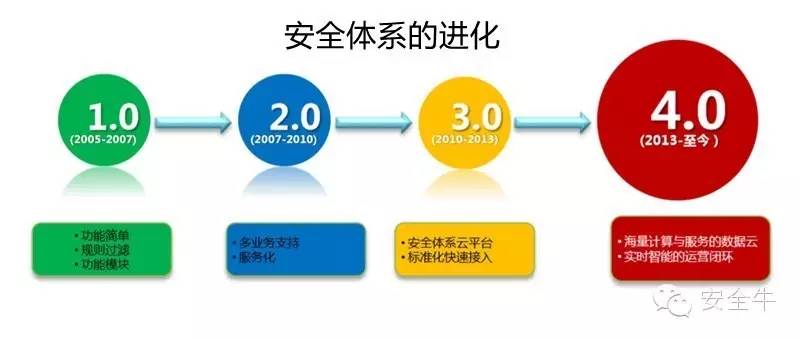 安全体系的进化
1.0
(2005-2007)
2.0
(2007-2010)
3.0
(2010-2013)
4.0
(2013-至今)
• 功能简单
• 规则过滤
• 功能模块
• 多业务支持
• 服务化
• 安全体系云平台
• 标准化快速接入
• 海量计算与服务的数据云
• 实时智能的运营闭环
安全牛